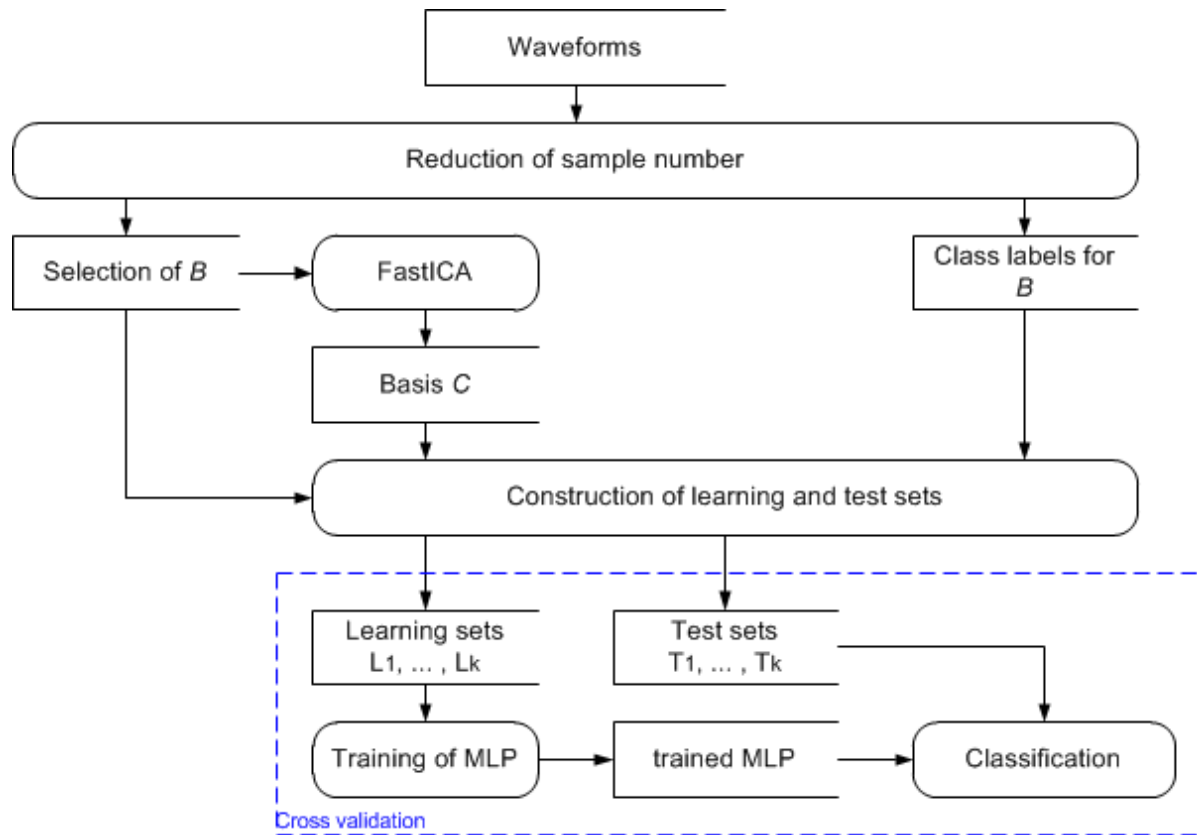 Waveforms
Reduction of sample number
Selection of B
FastICA
Class labels for
B
Basis C
Construction of learning and test sets
Learning sets
L1, ... , Lk
Test sets
T1, ... , Tk
Training of MLP
trained MLP
Classification
Cross validation